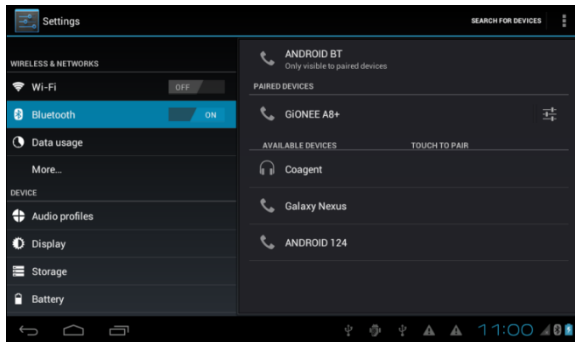 Settings
SEARCH FOR DEVICES
WIRELESS & NETWORKS
Wi-Fi
OFF
Bluetooth
ON
Data usage
More...
DEVICE
Audio profiles
Display
Storage
Battery
ANDROID BT
Only visible to paired devices
PAIRED DEVICES
GiONEE A8+
AVAILABLE DEVICES TOUCH TO PAIR
Coagent
Galaxy Nexus
ANDROID 124
11:00